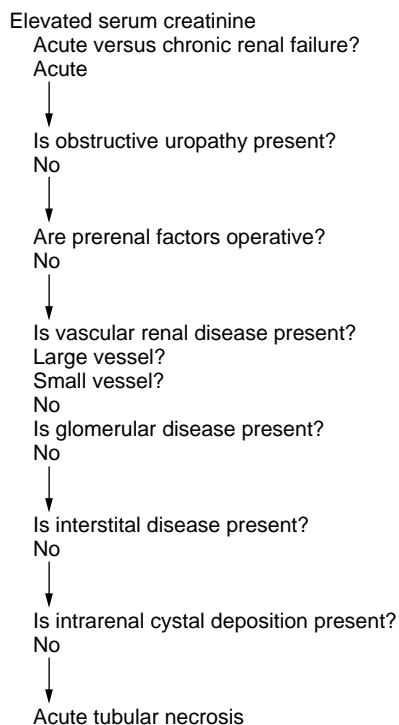 Elevated serum creatinine
Acute versus chronic renal failure?
Acute
Is obstructive uropathy present?
No
Are prerenal factors operative?
No
Is vascular renal disease present?
Large vessel?
Small vessel?
No
Is glomerular disease present?
No
Is interstital disease present?
No
Is intrarenal cystal deposition present?
No
Acute tubular necrosis